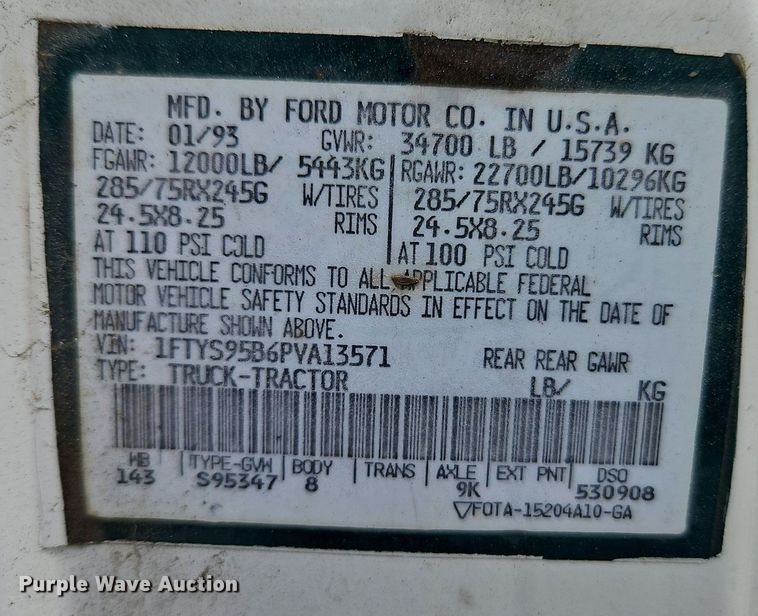 MFD. BY FORD MOTOR CO. IN U.S.A.
DATE: 01/93 GVWR: 34700 LB / 15739 KG
FGAWR: 12000LB/ 5443KG RGAWR: 22700LB/10296KG
285/75RX245G W/TIRES 285/75RX245G W/TIRES
24.5X8.25 RIMS 24.5X8.25 RIMS
AT 110 PSI COLD AT 100 PSI COLD
THIS VEHICLE CONFORMS TO ALL APPLICABLE FEDERAL
MOTOR VEHICLE SAFETY STANDARDS IN EFFECT ON THE DATE OF
MANUFACTURE SHOWN ABOVE.
VIN: 1FTYS95B6PVA13571 REAR REAR GAWR
TYPE: TRUCK-TRACTOR LB/ KG
WB TYPE-GVW BODY TRANS AXLE EXT PNT DSO
143 S95347 8 9K 530908
FOTA-15204A10-GA
Purple Wave Auction